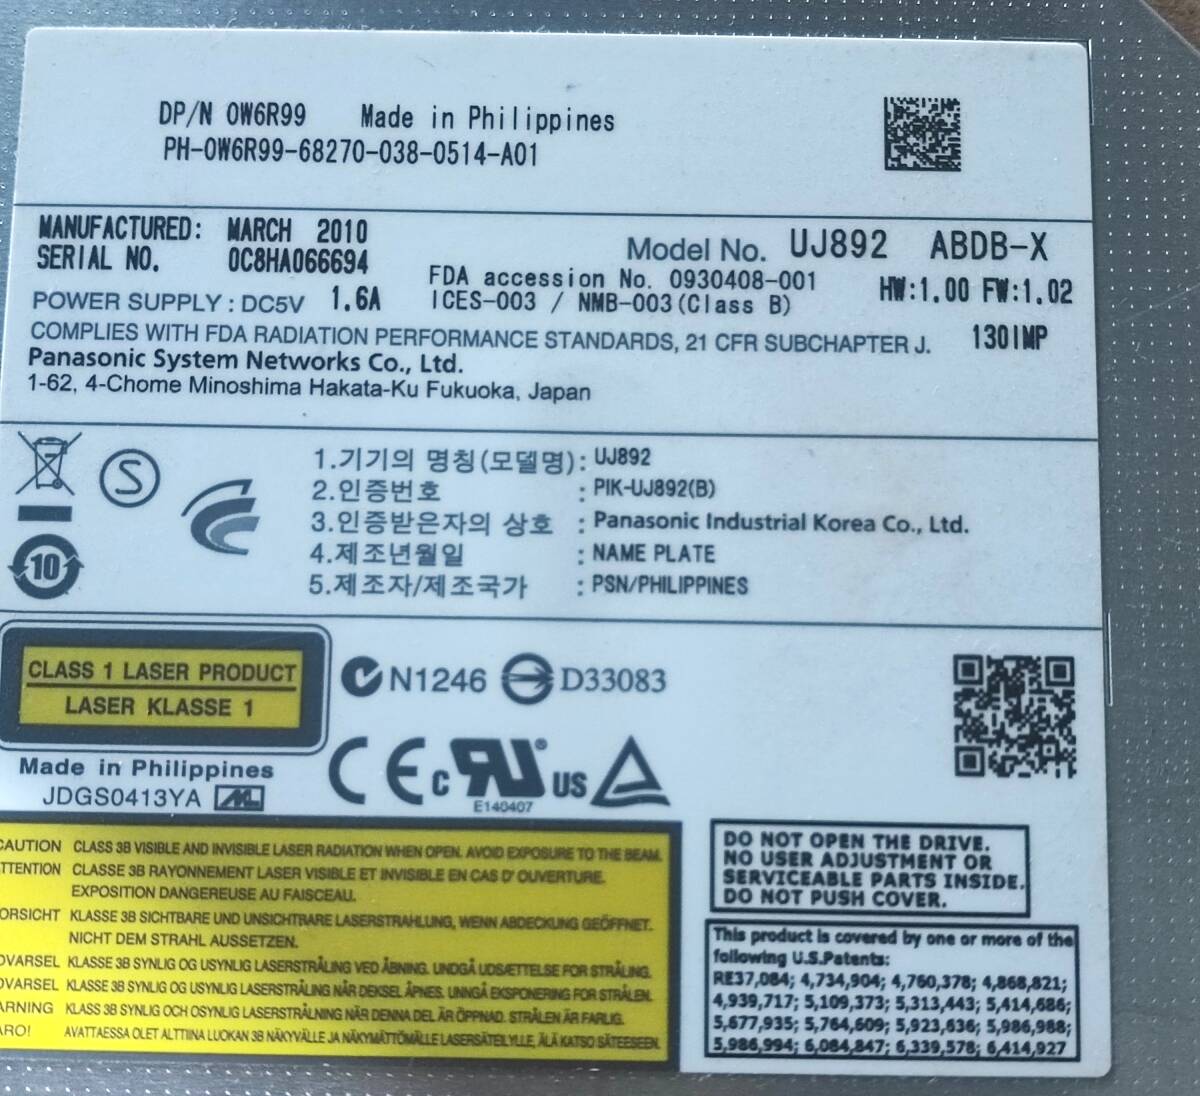 DP/N 0W6R99 Made in Philippines
PH-0W6R99-68270-038-0514-A01
MANUFACTURED: MARCH 2010
SERIAL NO. 0C8HA066694
Model No. UJ892 ABDB-X
FDA accession No. 0930408-001
HW:1.00 FW:1.02
POWER SUPPLY : DC5V 1.6A
ICES-003 / NMB-003(Class B)
COMPLIES WITH FDA RADIATION PERFORMANCE STANDARDS, 21 CFR SUBCHAPTER J.
1301MP
Panasonic System Networks Co., Ltd.
1-62, 4-Chome Minoshima Hakata-Ku Fukuoka, Japan
S
10
1.기기의 명칭(모델명): UJ892
2.인증번호 : PIK-UJ892(B)
3.인증받은자의 상호 : Panasonic Industrial Korea Co., Ltd.
4.제조년월일 : NAME PLATE
5.제조자/제조국가 : PSN/PHILIPPINES
CLASS 1 LASER PRODUCT
LASER KLASSE 1
N1246 D33083
Made in Philippines
JDGS0413YA
CE c RU US
E140407
CAUTION CLASS 3B VISIBLE AND INVISIBLE LASER RADIATION WHEN OPEN. AVOID EXPOSURE TO THE BEAM.
TTENTION CLASSE 3B RAYONNEMENT LASER VISIBLE ET INVISIBLE EN CAS D' OUVERTURE.
EXPOSITION DANGEREUSE AU FAISCEAU.
ORSICHT KLASSE 3B SICHTBARE UND UNSICHTBARE LASERSTRAHLUNG, WENN ABDECKUNG GEÖFFNET.
NICHT DEM STRAHL AUSSETZEN.
DVARSEL KLASSE 3B SYNLIG OG USYNLIG LASERSTRÅLING VED ÅBNING. UNDGÅ UDSÆTTELSE FOR STRÅLING.
DVARSEL KLASSE 3B SYNLIG OG USYNLIG LASERSTRÅLING NÅR DEKSEL ÅPNES. UNNGÅ EKSPONERING FOR STRÅLEN.
ARNING KLASS 3B SYNLIG OCH OSYNLIG LASERSTRÅLNING NÄR DENNA DEL ÄR ÖPPNAD. STRÅLEN ÄR FARLIG.
ARO! AVATTAESSA OLET ALTTIINA LUOKAN 3B NÄKYVÄLLE JA NÄKYMÄTTÖMÄLLE LASERSÄTEILYLLE, ÄLÄ KATSO SÄTEESEEN.
DO NOT OPEN THE DRIVE.
NO USER ADJUSTMENT OR
SERVICEABLE PARTS INSIDE.
DO NOT PUSH COVER.
This product is covered by one or more of the
following U.S.Patents:
RE37,084; 4,734,904; 4,760,378; 4,868,821;
4,939,717; 5,109,373; 5,313,443; 5,414,686;
5,677,935; 5,764,609; 5,923,636; 5,986,988;
5,986,994; 6,084,847; 6,339,578; 6,414,927